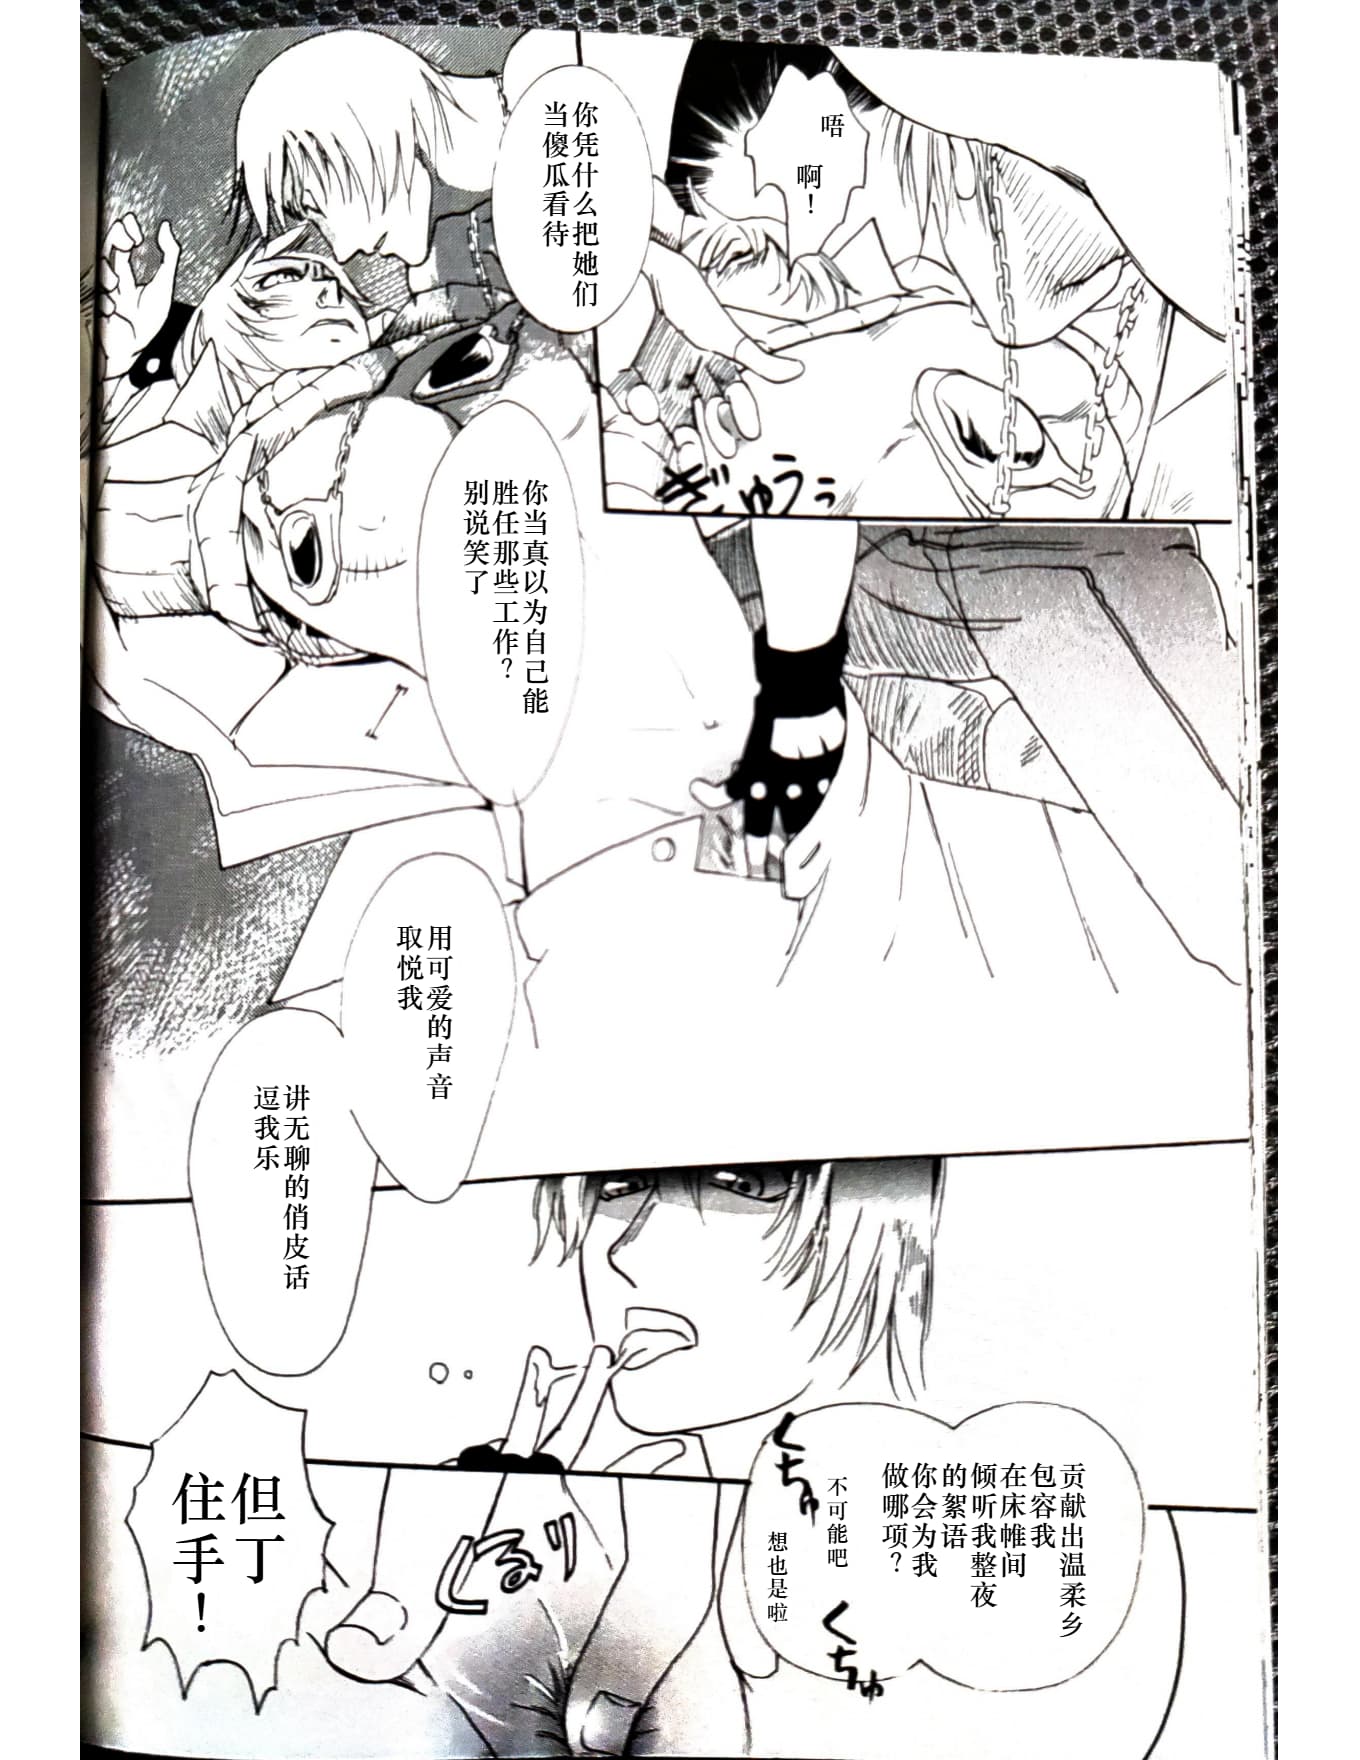 唔
啊！
ぎゅうぅ
你凭什么把她们
当傻瓜看待
你当真以为自己能
胜任那些工作？
别说笑了
用可爱的声音
取悦我
讲无聊的俏皮话
逗我乐
贡献出温柔乡
包容我
在床帷间
倾听我整夜
的絮语
你会为我
做哪项？
不可能吧
想也是啦
くちゅ
くちゅ
じるり
但丁
住手！